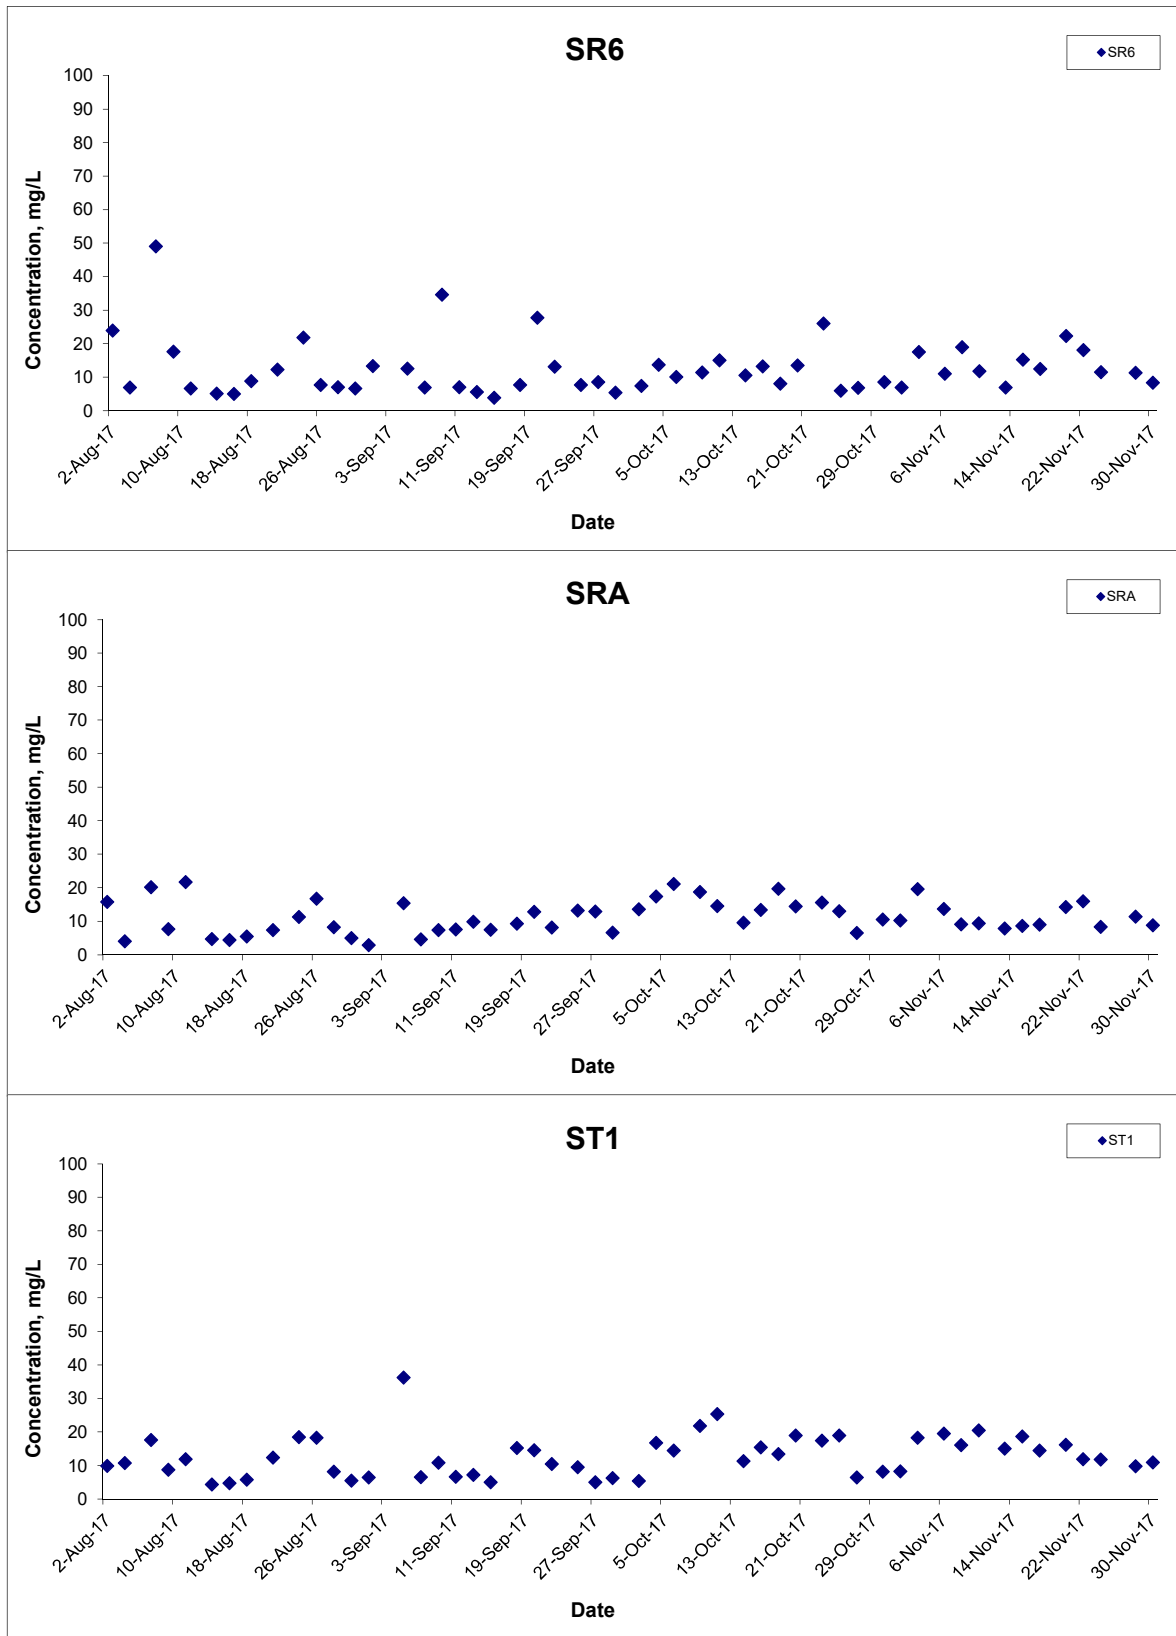 SR6
SR6
Concentration, mg/L
100
90
80
70
60
50
40
30
20
10
0
2-Aug-17
10-Aug-17
18-Aug-17
26-Aug-17
3-Sep-17
11-Sep-17
19-Sep-17
27-Sep-17
5-Oct-17
13-Oct-17
21-Oct-17
29-Oct-17
6-Nov-17
14-Nov-17
22-Nov-17
30-Nov-17
Date
SRA
SRA
Concentration, mg/L
100
90
80
70
60
50
40
30
20
10
0
2-Aug-17
10-Aug-17
18-Aug-17
26-Aug-17
3-Sep-17
11-Sep-17
19-Sep-17
27-Sep-17
5-Oct-17
13-Oct-17
21-Oct-17
29-Oct-17
6-Nov-17
14-Nov-17
22-Nov-17
30-Nov-17
Date
ST1
ST1
Concentration, mg/L
100
90
80
70
60
50
40
30
20
10
0
2-Aug-17
10-Aug-17
18-Aug-17
26-Aug-17
3-Sep-17
11-Sep-17
19-Sep-17
27-Sep-17
5-Oct-17
13-Oct-17
21-Oct-17
29-Oct-17
6-Nov-17
14-Nov-17
22-Nov-17
30-Nov-17
Date